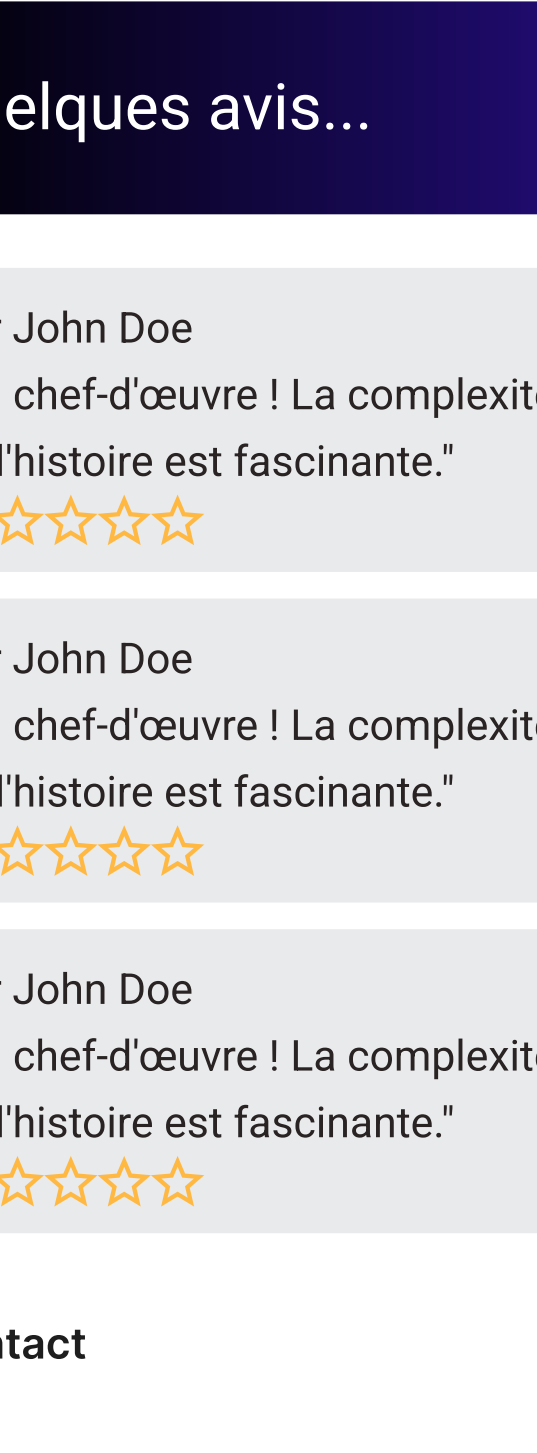 elques avis...
John Doe
chef-d'œuvre ! La complexit
l'histoire est fascinante."
John Doe
chef-d'œuvre ! La complexit
l'histoire est fascinante."
John Doe
chef-d'œuvre ! La complexit
l'histoire est fascinante."
ntact